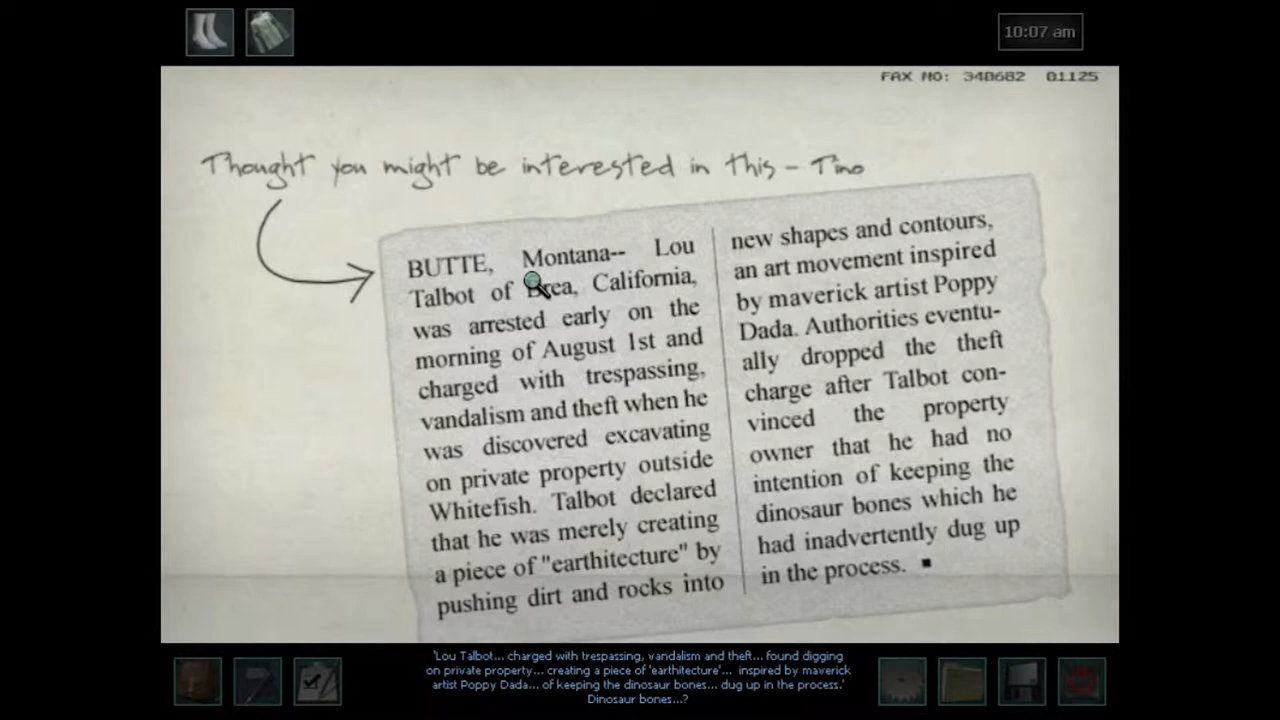 10:07 am
FAX NO: 340682 01125
Thought you might be interested in this - Tino
BUTTE, Montana-- Lou
Talbot of Brea, California,
was arrested early on the
morning of August 1st and
charged with trespassing,
vandalism and theft when he
was discovered excavating
on private property outside
Whitefish. Talbot declared
that he was merely creating
a piece of "earthitecture" by
pushing dirt and rocks into
new shapes and contours,
an art movement inspired
by maverick artist Poppy
Dada. Authorities eventu-
ally dropped the theft
charge after Talbot con-
vinced the property
owner that he had no
intention of keeping the
dinosaur bones which he
had inadvertently dug up
in the process. ■
'Lou Talbot... charged with trespassing, vandalism and theft... found digging
on private property... creating a piece of 'earthitecture'... inspired by maverick
artist Poppy Dada... of keeping the dinosaur bones... dug up in the process.'
Dinosaur bones...?